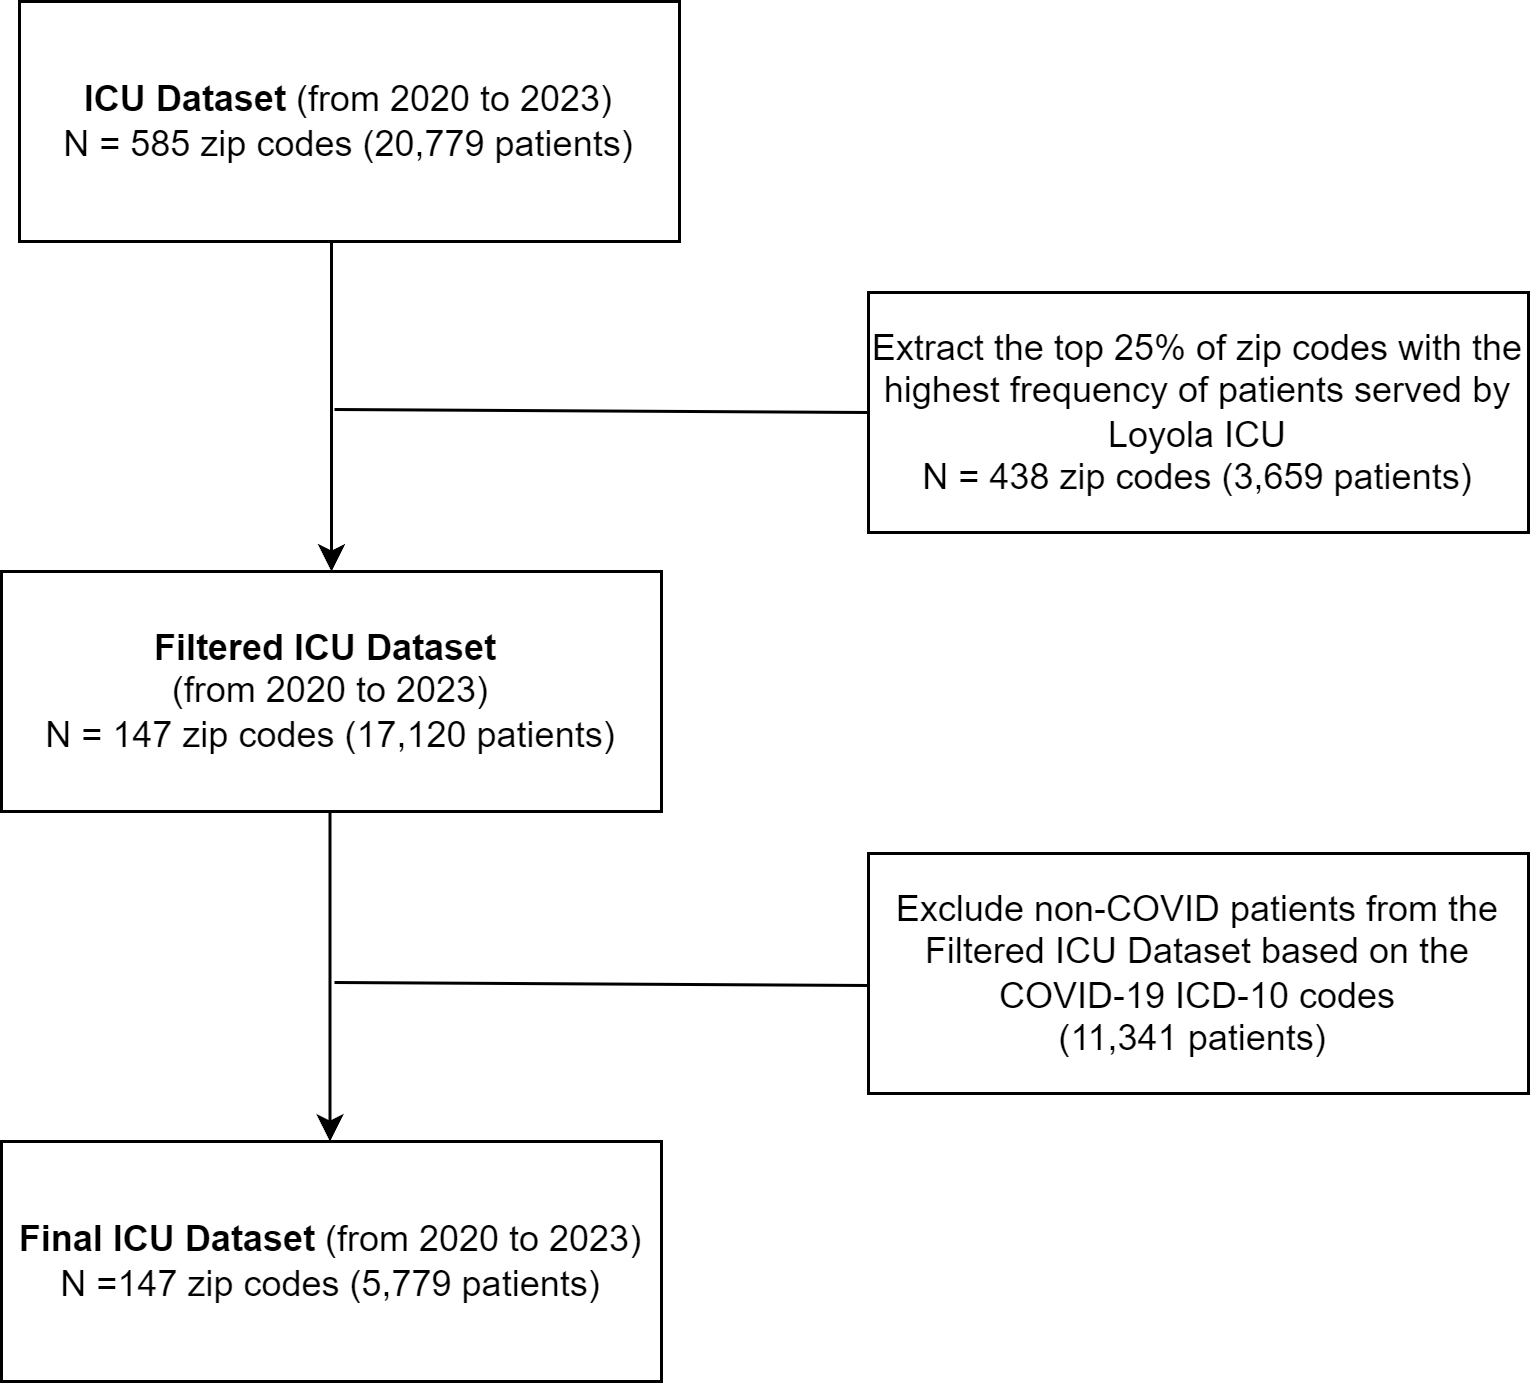 ICU Dataset (from 2020 to 2023)
N = 585 zip codes (20,779 patients)
Extract the top 25% of zip codes with the
highest frequency of patients served by
Loyola ICU
N = 438 zip codes (3,659 patients)
Filtered ICU Dataset
(from 2020 to 2023)
N = 147 zip codes (17,120 patients)
Exclude non-COVID patients from the
Filtered ICU Dataset based on the
COVID-19 ICD-10 codes
(11,341 patients)
Final ICU Dataset (from 2020 to 2023)
N =147 zip codes (5,779 patients)